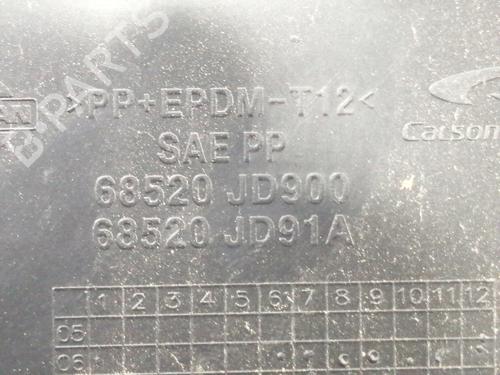 >PP+EPDM-T12<
SAE PP
68520 JD900
68520 JD91A
1 2 3 4 5 6 7 8 9 10 11 12
05
06
B-PARTS